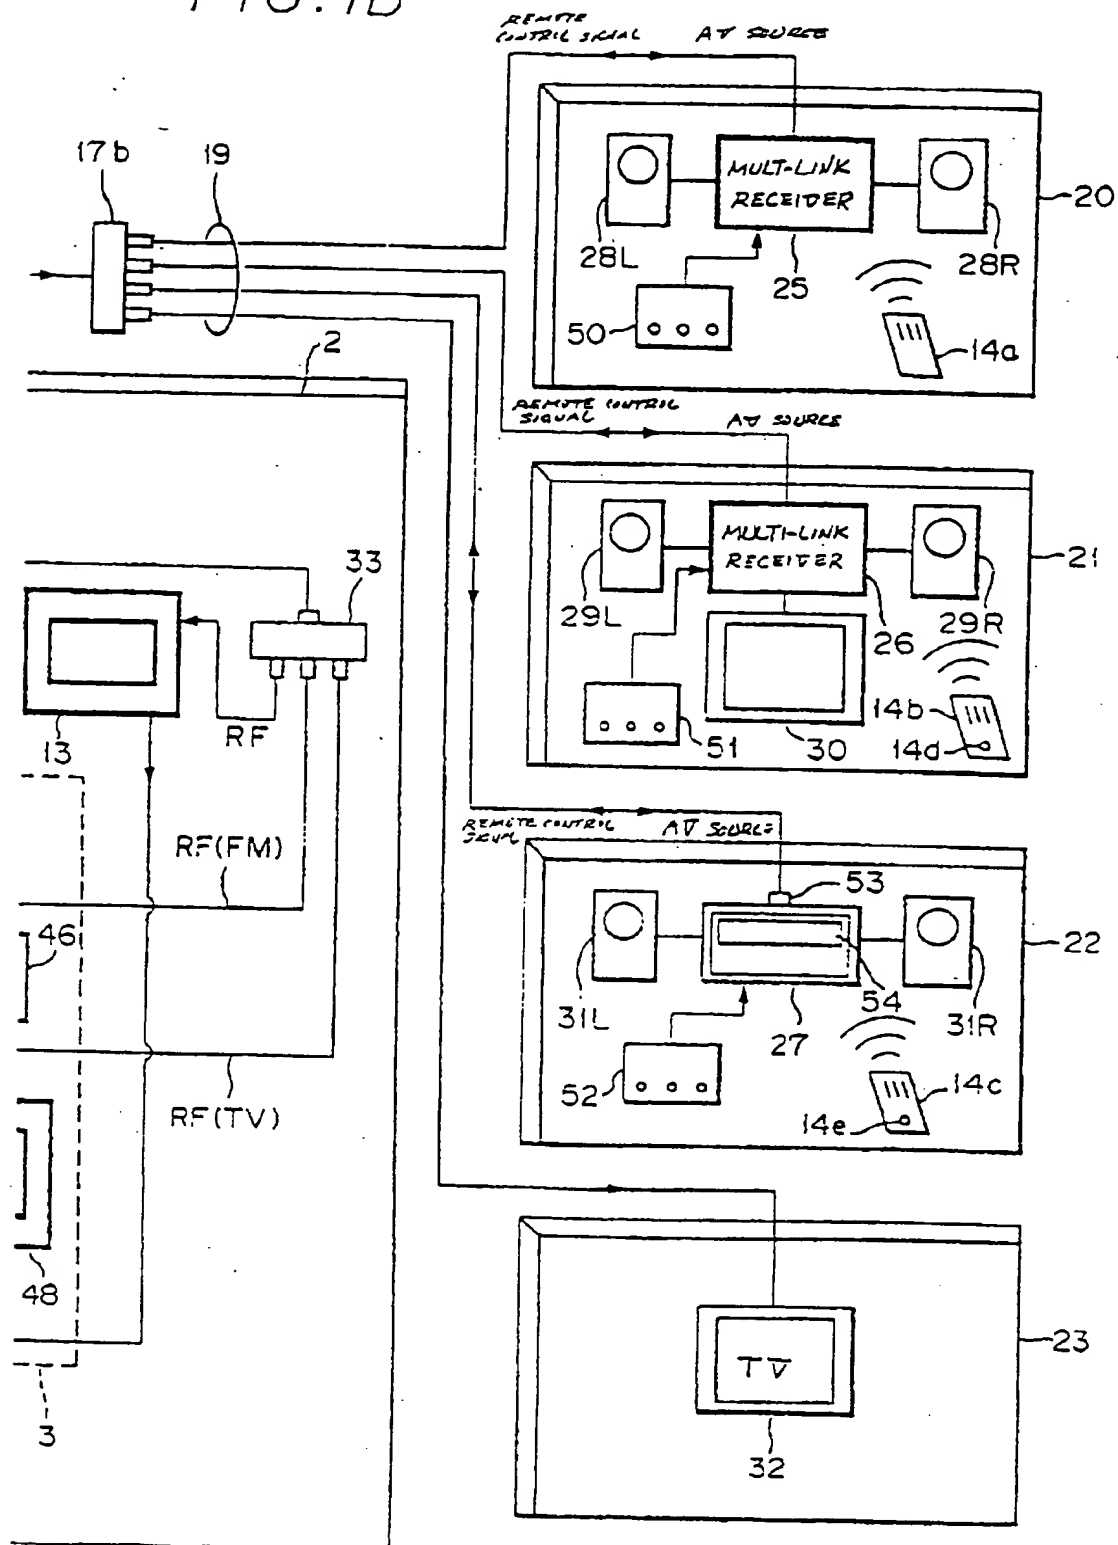 FIG. 1B
REMOTE
CONTROL SIGNAL
AV SOURCE
17b
19
MULT-LINK
RECEIVER
20
28L
25
28R
50
14a
2
REMOTE CONTROL
SIGNAL
AV SOURCE
33
MULTI-LINK
RECEIVER
21
29L
26
29R
13
RF
51
30
14b
14d
REMOTE CONTROL
SIGNAL
AV SOURCE
RF(FM)
53
46
22
31L
54
31R
27
52
14c
14e
RF(TV)
48
TV
23
3
32